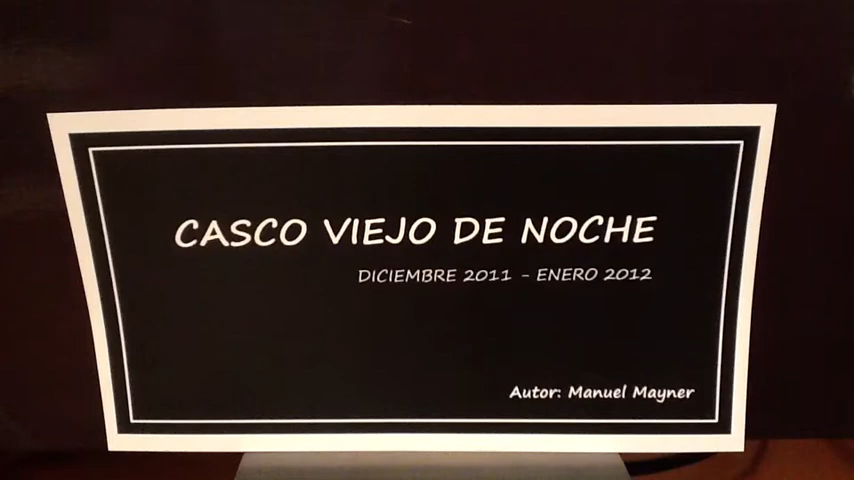 CASCO VIEJO DE NOCHE
DICIEMBRE 2011 - ENERO 2012
Autor: Manuel Mayner